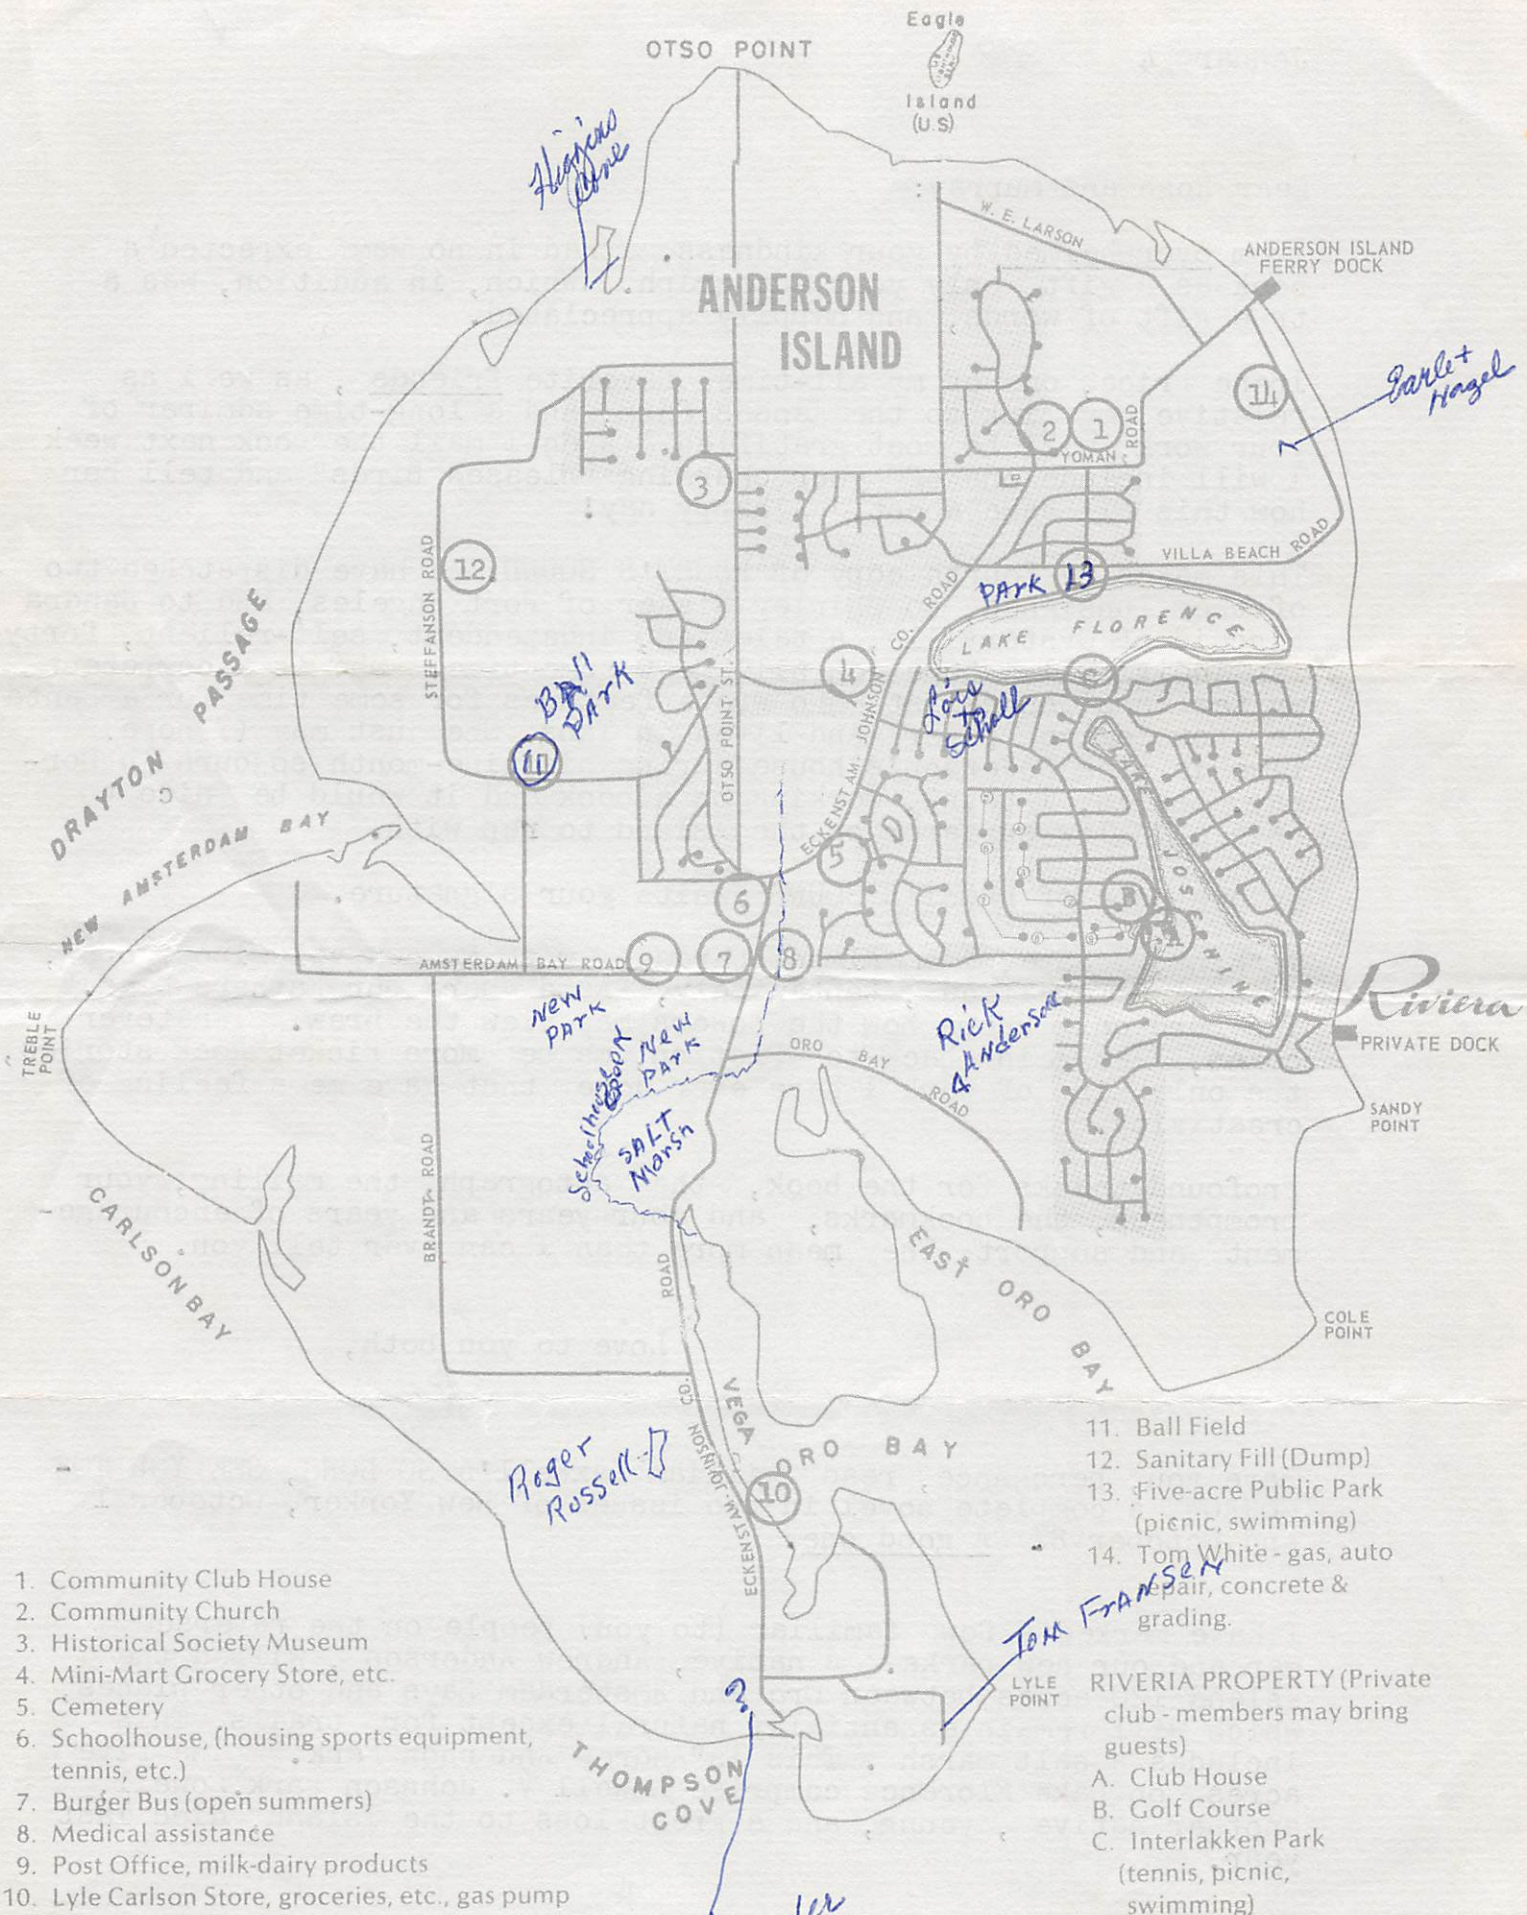 Eagle
Island
(U.S)
OTSO POINT
Higgins
Cove
W. E. LARSON
ANDERSON ISLAND
FERRY DOCK
ANDERSON
ISLAND
Earle +
Hazel
14
2
1
ROAD
YOMAN
3
VILLA BEACH ROAD
STEFFANSON ROAD
12
PARK 13
LAKE FLORENCE
CO. ROAD
4
C
Lois
Scholl
BALL
PARK
11
OTSO POINT ST.
ECKENSTAM-JOHNSON
LAKE JOSEPHINE
DRAYTON PASSAGE
NEW AMSTERDAM BAY
5
D
6
B
A
AMSTERDAM BAY ROAD
9
7
8
NEW
PARK
NEW
PARK
Schoolhouse
SALT
Marsh
Rick
Anderson
Riviera
PRIVATE DOCK
ORO BAY ROAD
TREBLE
POINT
SANDY
POINT
BRANDT ROAD
CARLSON BAY
ROAD
EAST ORO BAY
COLE
POINT
VEGA
ECKENSTAM-JOHNSON CO.
ORO BAY
10
Roger
Russell
Tom FRANSEN
LYLE
POINT
?
THOMPSON
COVE
1. Community Club House
2. Community Church
3. Historical Society Museum
4. Mini-Mart Grocery Store, etc.
5. Cemetery
6. Schoolhouse, (housing sports equipment,
tennis, etc.)
7. Burger Bus (open summers)
8. Medical assistance
9. Post Office, milk-dairy products
10. Lyle Carlson Store, groceries, etc., gas pump
11. Ball Field
12. Sanitary Fill (Dump)
13. Five-acre Public Park
(picnic, swimming)
14. Tom White - gas, auto
repair, concrete &
grading.
RIVERIA PROPERTY (Private
club - members may bring
guests)
A. Club House
B. Golf Course
C. Interlakken Park
(tennis, picnic,
swimming)